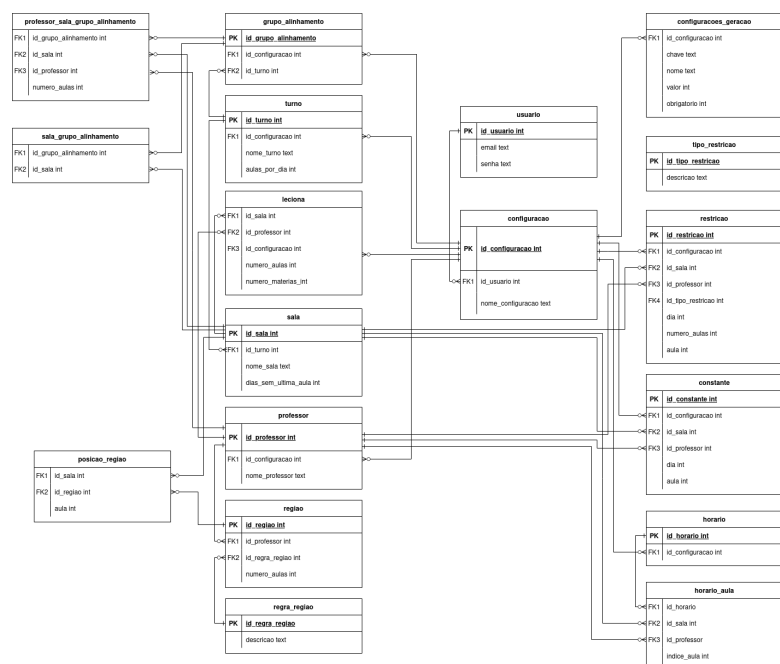 professor_sala_grupo_alinhamento
FK1 id_grupo_alinhamento int
FK2 id_sala int
FK3 id_professor int
numero_aulas int
sala_grupo_alinhamento
FK1 id_grupo_alinhamento int
FK2 id_sala int
posicao_regiao
FK1 id_sala int
FK2 id_regiao int
aula int
grupo_alinhamento
PK id_grupo_alinhamento
FK1 id_configuracao int
FK2 id_turno int
turno
PK id_turno int
FK1 id_configuracao int
nome_turno text
aulas_por_dia int
leciona
FK1 id_sala int
FK2 id_professor int
FK3 id_configuracao int
numero_aulas int
numero_materias_int
sala
PK id_sala int
FK1 id_turno int
nome_sala text
dias_sem_ultima_aula int
professor
PK id_professor int
FK1 id_configuracao int
nome_professor text
regiao
PK id_regiao int
FK1 id_professor int
FK2 id_regra_regiao int
numero_aulas int
regra_regiao
PK id_regra_regiao
descricao text
usuario
PK id_usuario int
email text
senha text
configuracao
PK id_configuração int
FK1 id_usuario int
nome_configuracao text
configuracoes_geracao
FK1 id_configuracao int
chave text
nome text
valor int
obrigatorio int
tipo_restricao
PK id_tipo_restricao
descricao text
restricao
PK id_restricao int
FK1 id_configuracao int
FK2 id_sala int
FK3 id_professor int
FK4 id_tipo_restricao int
dia int
numero_aulas int
aula int
constante
PK id_constante int
FK1 id_configuracao int
FK2 id_sala int
FK3 id_professor int
dia int
aula int
horario
PK id_horario int
FK1 id_configuracao int
horario_aula
FK1 id_horario
FK2 id_sala int
FK3 id_professor
indice_aula int